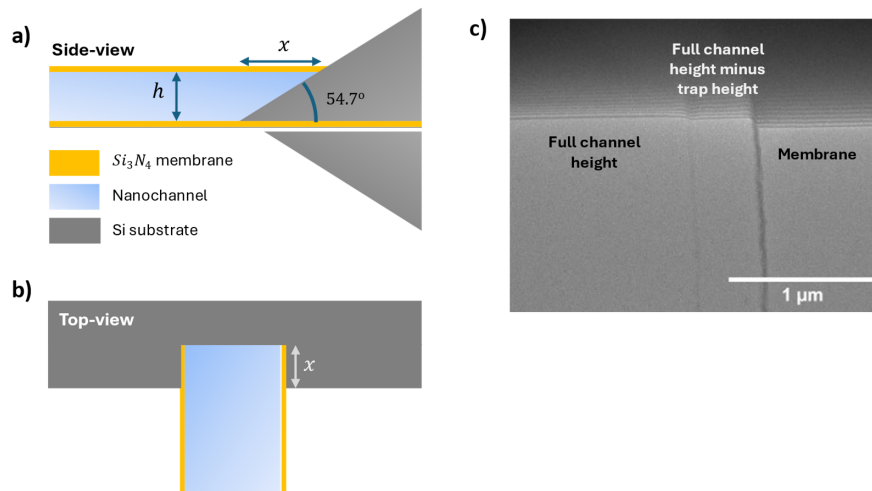 a)
Side-view
x
h
54.7°
Si₃N₄ membrane
Nanochannel
Si substrate
b)
Top-view
x
c)
Full channel
height minus
trap height
Full channel
height
Membrane
1 µm